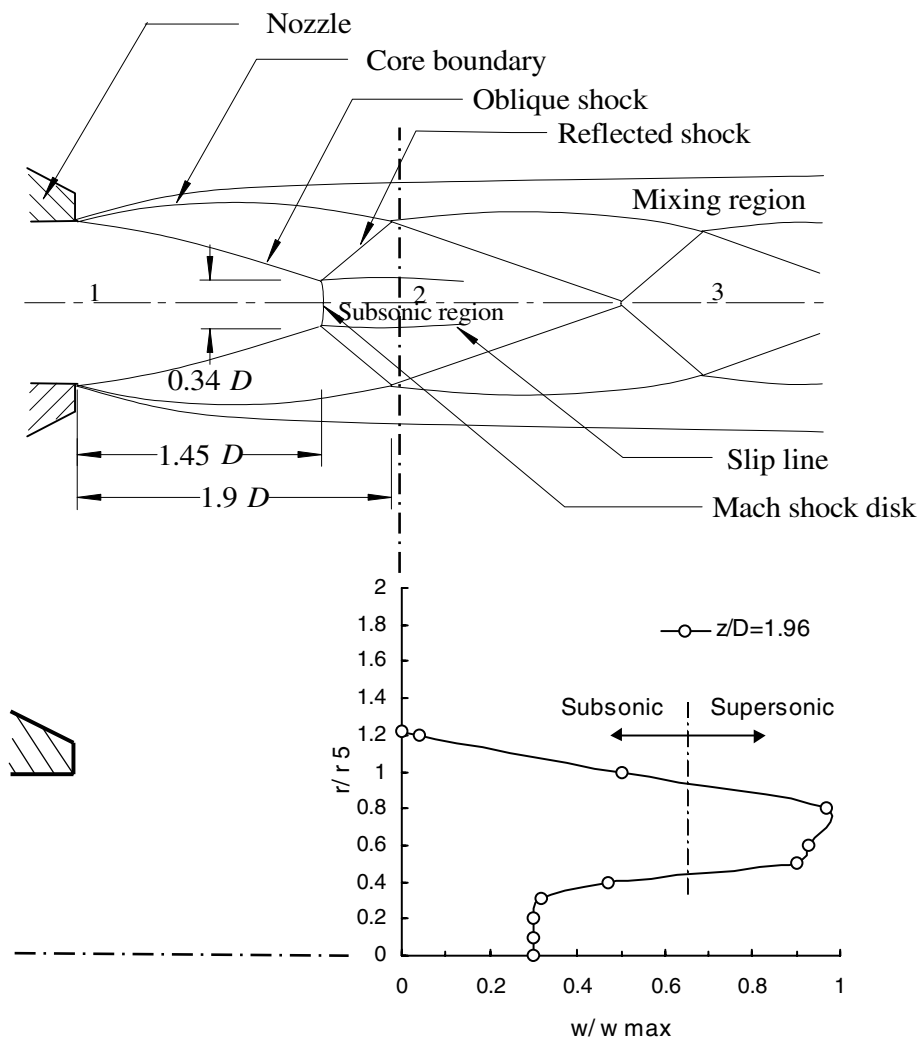 Nozzle
Core boundary
Oblique shock
Reflected shock
Mixing region
1
2
3
Subsonic region
0.34 D
1.45 D
1.9 D
Slip line
Mach shock disk
2
1.8
1.6
1.4
1.2
1
0.8
0.6
0.4
0.2
0
r/ r 5
z/D=1.96
Subsonic
Supersonic
0
0.2
0.4
0.6
0.8
1
w/ w max